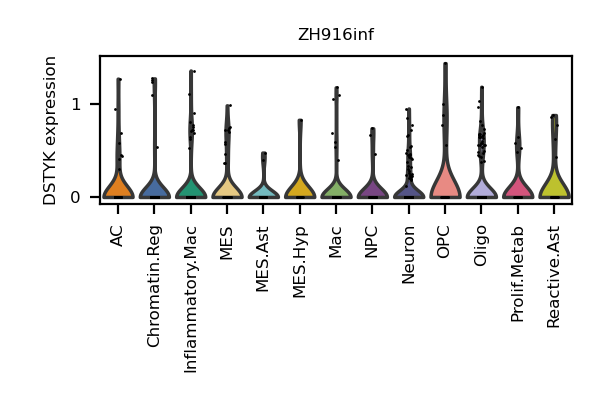 ZH916inf
DSTYK expression
1
0
AC
Chromatin.Reg
Inflammatory.Mac
MES
MES.Ast
MES.Hyp
Mac
NPC
Neuron
OPC
Oligo
Prolif.Metab
Reactive.Ast